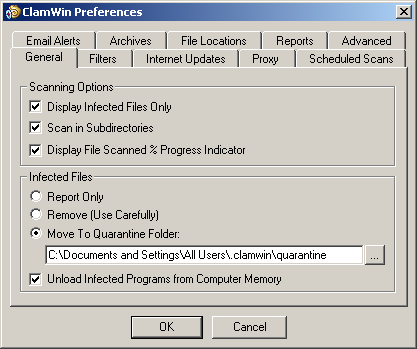 ClamWin Preferences
Email Alerts Archives File Locations Reports Advanced
General Filters Internet Updates Proxy Scheduled Scans
Scanning Options
Display Infected Files Only
Scan in Subdirectories
Display File Scanned % Progress Indicator
Infected Files
Report Only
Remove (Use Carefully)
Move To Quarantine Folder:
C:\Documents and Settings\All Users\.clamwin\quarantine ...
Unload Infected Programs from Computer Memory
OK Cancel